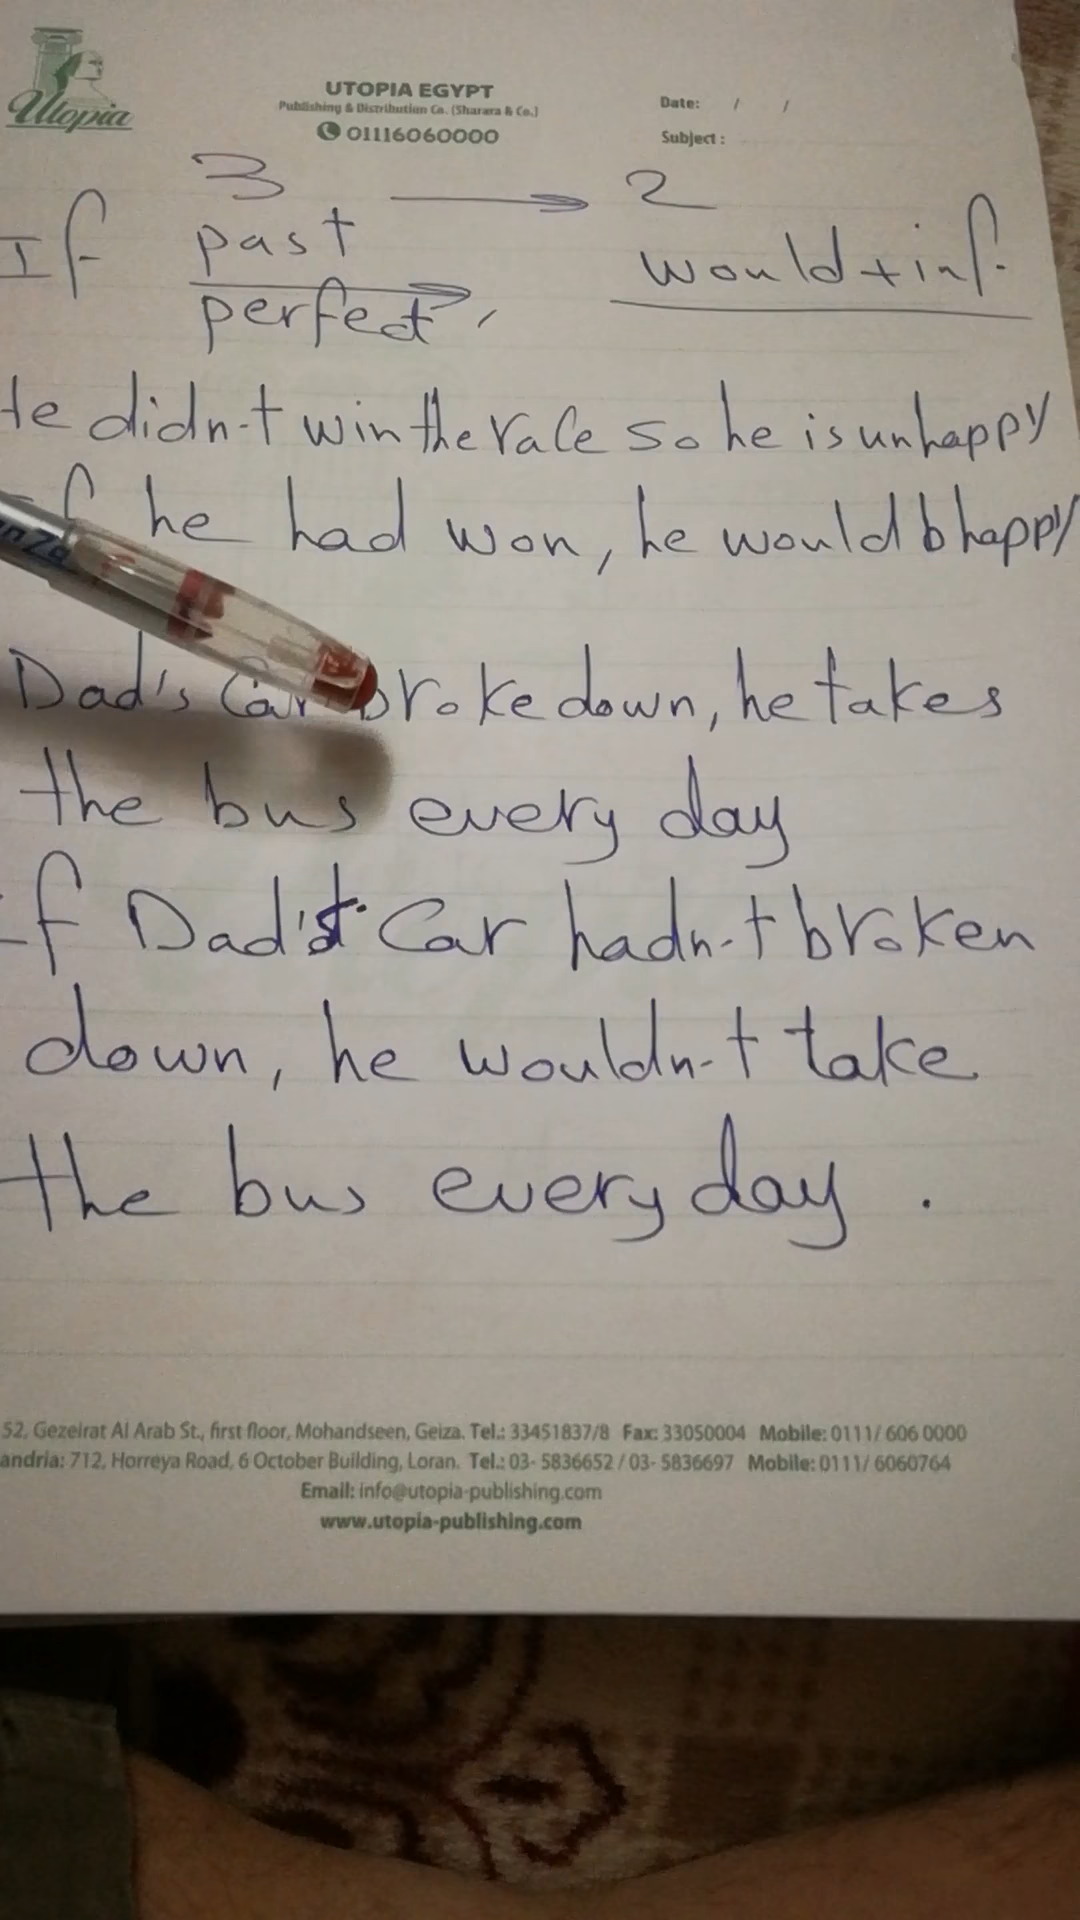 Utopia
UTOPIA EGYPT
Publishing & Distribution Co. (Sharara & Co.)
01116060000
Date: / /
Subject :
3 → 2
If past perfect, would + inf.
He didn't win the race so he is unhappy
If he had won, he would b happy
Dad's Car broke down, he takes
the bus every day
If Dad's Car hadn't broken
down, he wouldn't take
the bus every day .
52, Gezeirat Al Arab St., first floor, Mohandseen, Geiza. Tel.: 33451837/8 Fax: 33050004 Mobile: 0111/ 606 0000
andria: 712, Horreya Road, 6 October Building, Loran. Tel.: 03- 5836652 / 03- 5836697 Mobile: 0111/ 6060764
Email: info@utopia-publishing.com
www.utopia-publishing.com